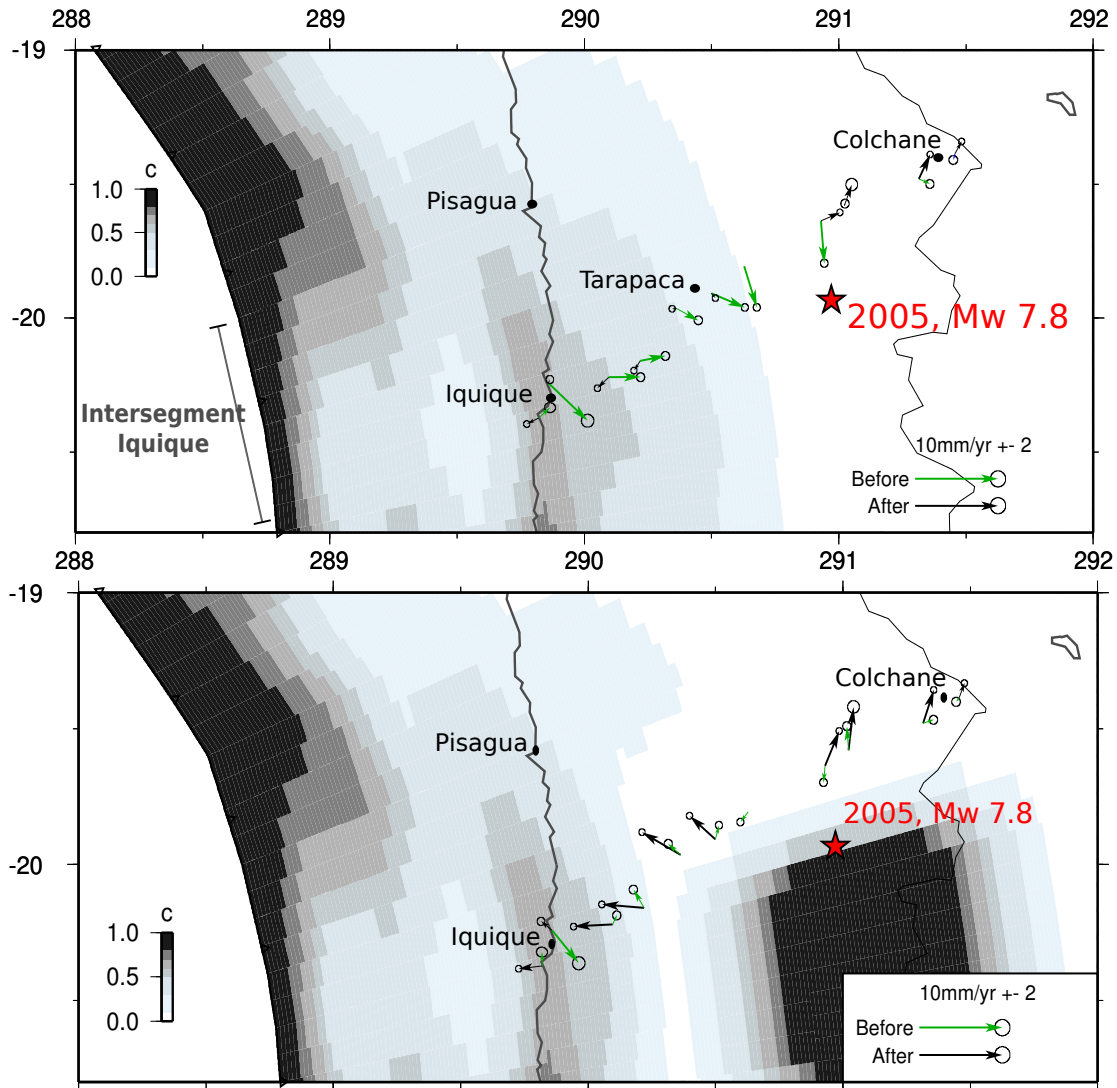 288 289 290 291 292
-19
Colchane
C
1.0
Pisagua
0.5
Tarapaca
0.0
-20
2005, Mw 7.8
Iquique
Intersegment
Iquique
10mm/yr +- 2
Before
After
288 289 290 291 292
-19
Colchane
Pisagua
2005, Mw 7.8
-20
C
1.0
Iquique
0.5
10mm/yr +- 2
0.0
Before
After